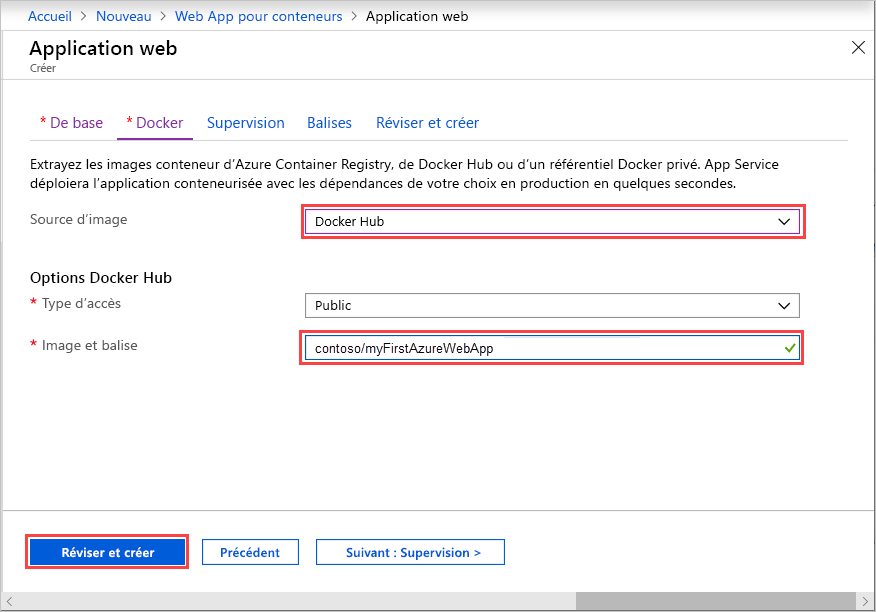 Accueil > Nouveau > Web App pour conteneurs > Application web
Application web
Créer
* De base * Docker Supervision Balises Réviser et créer
Extrayez les images conteneur d’Azure Container Registry, de Docker Hub ou d’un référentiel Docker privé. App Service
déploiera l’application conteneurisée avec les dépendances de votre choix en production en quelques secondes.
Source d’image
Docker Hub
Options Docker Hub
* Type d’accès
Public
* Image et balise
contoso/myFirstAzureWebApp
Réviser et créer Précédent Suivant : Supervision >